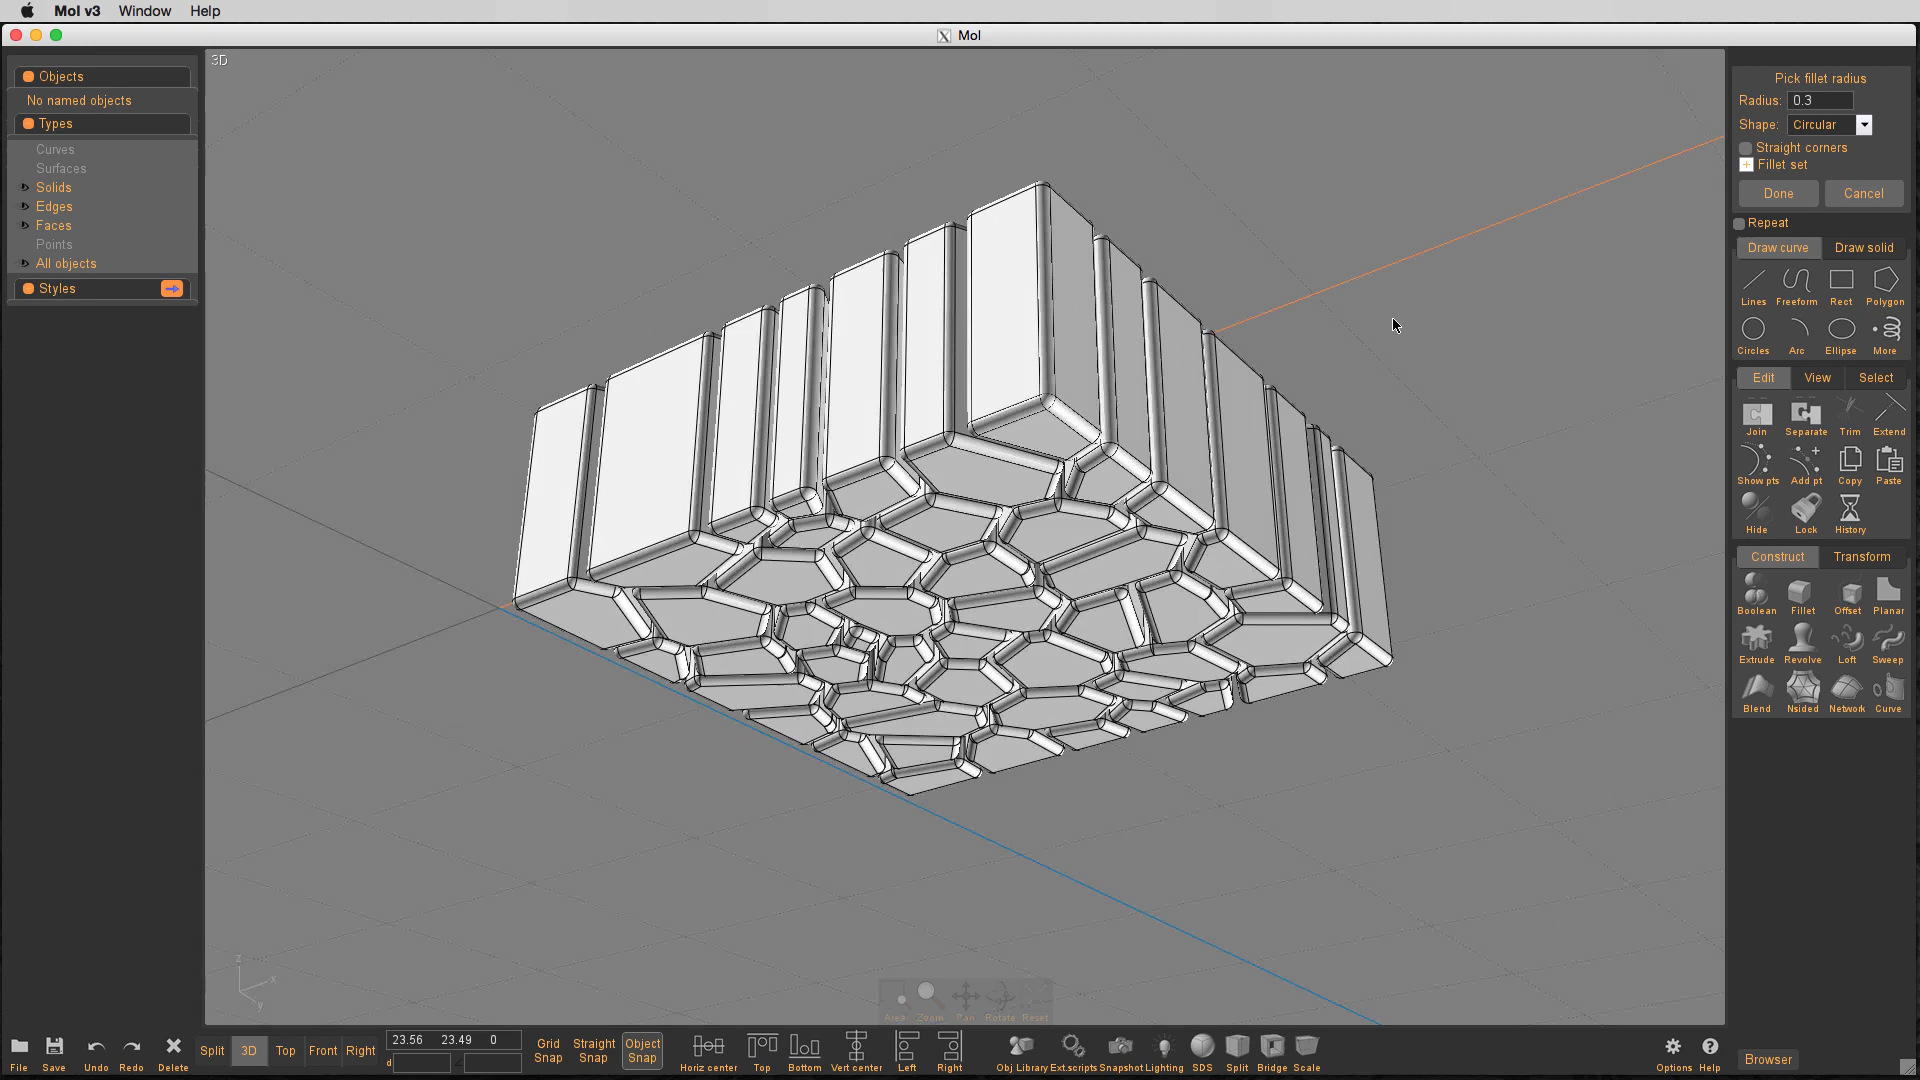 MoI v3 Window Help
MoI
Objects
No named objects
Types
Curves
Surfaces
Solids
Edges
Faces
Points
All objects
Styles
3D
Pick fillet radius
Radius: 0.3
Shape: Circular
Straight corners
Fillet set
Done Cancel
Repeat
Draw curve Draw solid
Lines Freeform Rect Polygon
Circles Arc Ellipse More
Edit View Select
Join Separate Trim Extend
Show pts Add pt Copy Paste
Hide Lock History
Construct Transform
Boolean Fillet Offset Planar
Extrude Revolve Loft Sweep
Blend Nsided Network Curve
z
x
y
Area Zoom Pan Rotate Reset
File Save Undo Redo Delete
Split 3D Top Front Right
23.56 23.49 0
d
Grid Snap
Straight Snap
Object Snap
Horiz center Top Bottom Vert center Left Right
Obj Library Ext.scripts Snapshot Lighting SDS Split Bridge Scale
Options Help
Browser